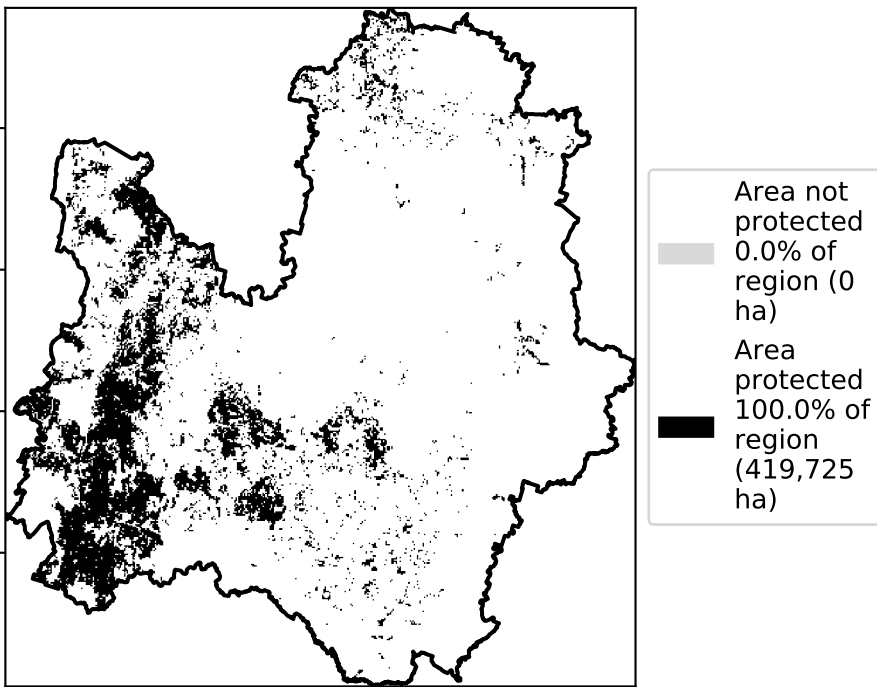 Area not
protected
0.0% of
region (0
ha)
Area
protected
100.0% of
region
(419,725
ha)